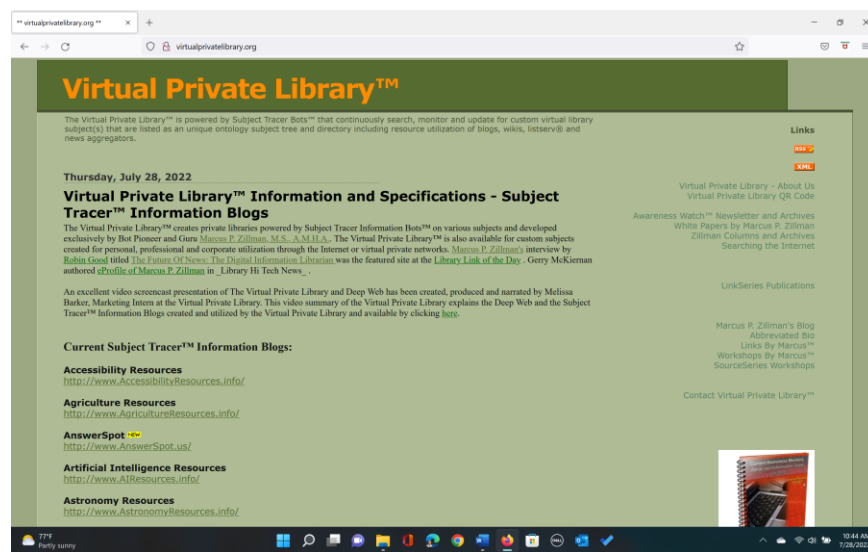 ** virtualprivatelibrary.org **
virtualprivatelibrary.org
Virtual Private Library™
The Virtual Private Library™ is powered by Subject Tracer Bots™ that continuously search, monitor and update for custom virtual library
subject(s) that are listed as an unique ontology subject tree and directory including resource utilization of blogs, wikis, listserv® and
news aggregators.
Thursday, July 28, 2022
Virtual Private Library™ Information and Specifications - Subject
Tracer™ Information Blogs
The Virtual Private Library™ creates private libraries powered by Subject Tracer Information Bots™ on various subjects and developed
exclusively by Bot Pioneer and Guru Marcus P. Zillman, M.S., A.M.H.A.. The Virtual Private Library™ is also available for custom subjects
created for personal, professional and corporate utilization through the Internet or virtual private networks. Marcus P. Zillman's interview by
Robin Good titled The Future Of News: The Digital Information Librarian was the featured site at the Library Link of the Day . Gerry McKiernan
authored eProfile of Marcus P. Zillman in _Library Hi Tech News_ .
An excellent video screencast presentation of The Virtual Private Library and Deep Web has been created, produced and narrated by Melissa
Barker, Marketing Intern at the Virtual Private Library. This video summary of the Virtual Private Library explains the Deep Web and the Subject
Tracer™ Information Blogs created and utilized by the Virtual Private Library and available by clicking here.
Current Subject Tracer™ Information Blogs:
Accessibility Resources
http://www.AccessibilityResources.info/
Agriculture Resources
http://www.AgricultureResources.info/
AnswerSpot NEW
http://www.AnswerSpot.us/
Artificial Intelligence Resources
http://www.AIResources.info/
Astronomy Resources
http://www.AstronomyResources.info/
Links
RSS
XML
Virtual Private Library - About Us
Virtual Private Library QR Code
Awareness Watch™ Newsletter and Archives
White Papers by Marcus P. Zillman
Zillman Columns and Archives
Searching the Internet
LinkSeries Publications
Marcus P. Zillman's Blog
Abbreviated Bio
Links By Marcus™
Workshops By Marcus™
SourceSeries Workshops
Contact Virtual Private Library™
77°F
Partly sunny
10:44 AM
7/28/2022